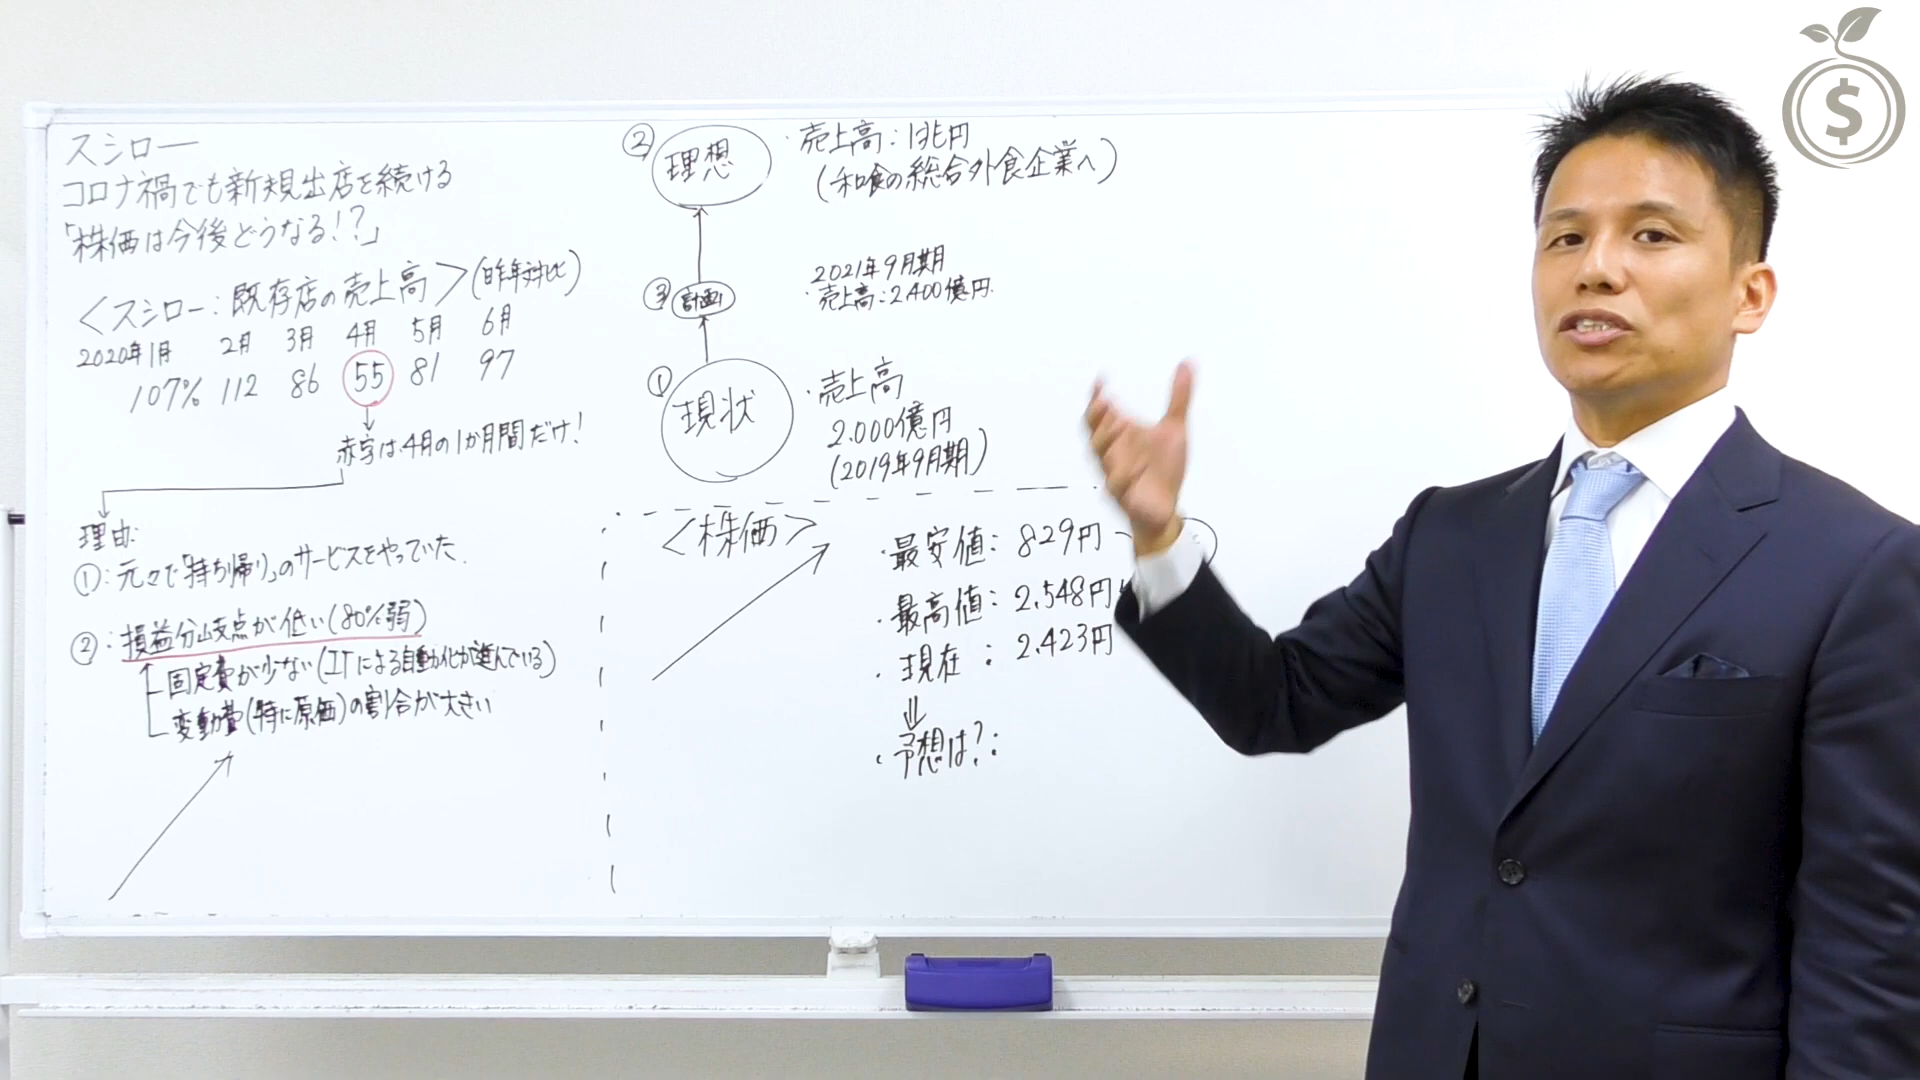 スシロー
コロナ禍でも新規出店を続ける
「株価は今後どうなる!?」
<スシロー:既存店の売上高>(昨年対比)
2020年1月 2月 3月 4月 5月 6月
107% 112 86 55 81 97
赤字は4月の1か月間だけ!
理由:
①:元々で「持ち帰り」のサービスをやっていた.
②:損益分岐点が低い(80%弱)
固定費が少ない(ITによる自動化が進んでいる)
変動費(特に原価)の割合が大きい
② 理想
・売上高:1兆円
(和食の総合外食企業へ)
③ 計画
2021年9月期
・売上高:2.400億円.
① 現状
・売上高
2.000億円
(2019年9月期)
<株価>
・最安値:829円
・最高値:2.548円
・現在:2.423円
・予想は?:
$